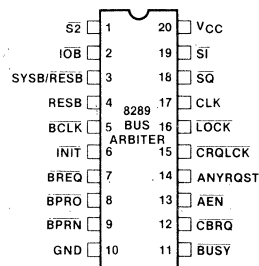 S2 1 20 VCC
IOB 2 19 SI
SYSB/RESB 3 18 SQ
RESB 4 17 CLK
8289
BCLK 5 BUS 16 LOCK
ARBITER
INIT 6 15 CRQLCK
BREQ 7 14 ANYRQST
BPRO 8 13 AEN
BPRN 9 12 CBRQ
GND 10 11 BUSY